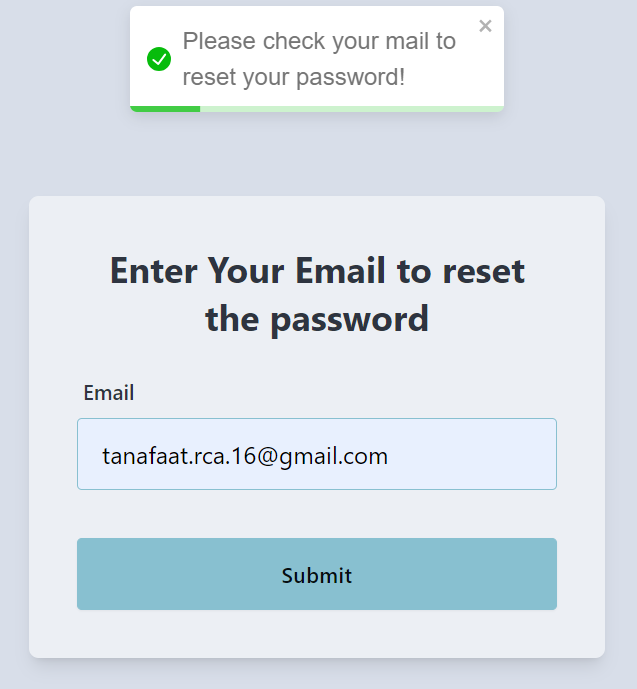 Please check your mail to
reset your password!
Enter Your Email to reset
the password
Email
tanafaat.rca.16@gmail.com
Submit